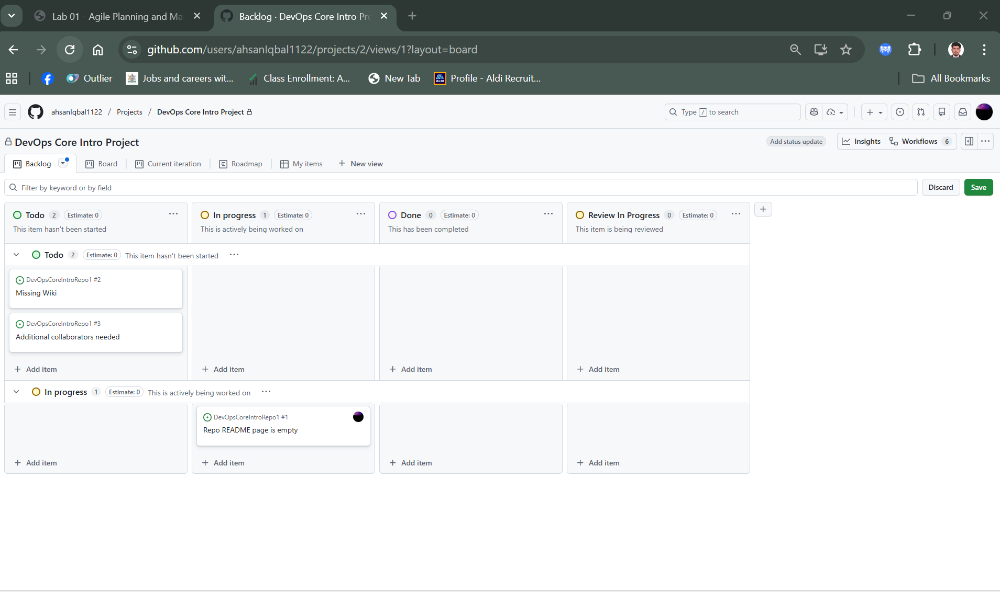 Lab 01 - Agile Planning and Ma
Backlog · DevOps Core Intro Pr
github.com/users/ahsanIqbal1122/projects/2/views/1?layout=board
Outlier
Jobs and careers wit...
Class Enrollment: A...
New Tab
ALDI
Profile - Aldi Recruit...
All Bookmarks
ahsanIqbal1122 / Projects / DevOps Core Intro Project
Type / to search
DevOps Core Intro Project
Add status update
Insights
Workflows 6
Backlog
Board
Current iteration
Roadmap
My items
New view
Filter by keyword or by field
Discard
Save
Todo 2 Estimate: 0
This item hasn't been started
In progress 1 Estimate: 0
This is actively being worked on
Done 0 Estimate: 0
This has been completed
Review In Progress 0 Estimate: 0
This item is being reviewed
Todo 2 Estimate: 0 This item hasn't been started
DevOpsCoreIntroRepo1 #2
Missing Wiki
DevOpsCoreIntroRepo1 #3
Additional collaborators needed
Add item
Add item
Add item
Add item
In progress 1 Estimate: 0 This is actively being worked on
DevOpsCoreIntroRepo1 #1
Repo README page is empty
Add item
Add item
Add item
Add item